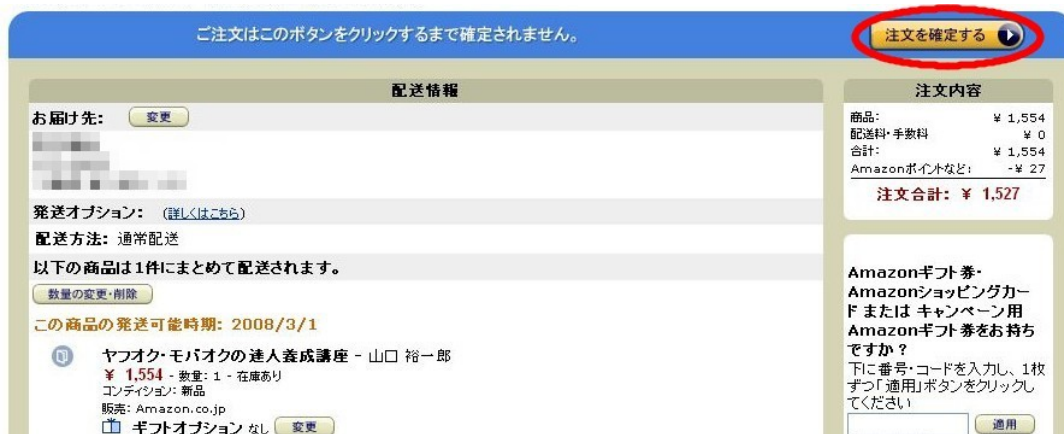 ご注文はこのボタンをクリックするまで確定されません。
注文を確定する
配送情報
お届け先: 変更
発送オプション: (詳しくはこちら)
配送方法: 通常配送
以下の商品は1件にまとめて配送されます。
数量の変更・削除
この商品の発送可能時期: 2008/3/1
ヤフオク・モバオクの達人養成講座 - 山口 裕一郎
¥ 1,554 - 数量: 1 - 在庫あり
コンディション: 新品
販売: Amazon.co.jp
ギフトオプション なし 変更
注文内容
商品: ¥ 1,554
配送料・手数料 ¥ 0
合計: ¥ 1,554
Amazonポイントなど: -¥ 27
注文合計: ¥ 1,527
Amazonギフト券・
Amazonショッピングカー
ド または キャンペーン用
Amazonギフト券をお持ち
ですか?
下に番号・コードを入力し、1枚
ずつ「適用」ボタンをクリックし
てください
適用